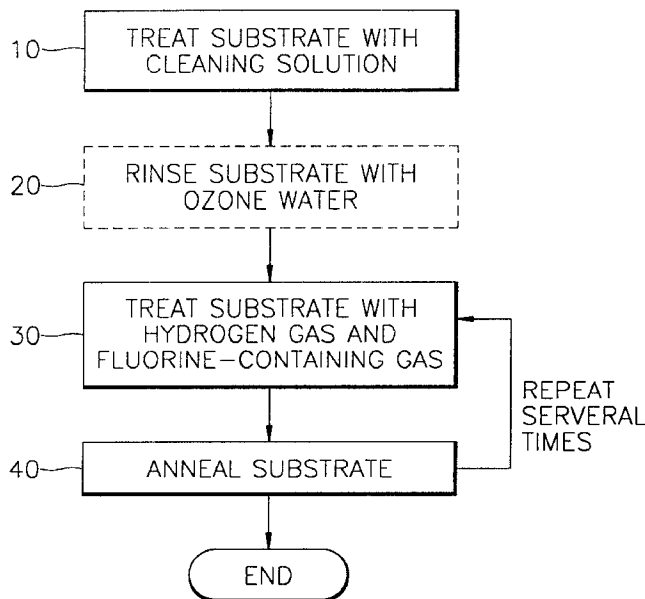 10
TREAT SUBSTRATE WITH
CLEANING SOLUTION
20
RINSE SUBSTRATE WITH
OZONE WATER
30
TREAT SUBSTRATE WITH
HYDROGEN GAS AND
FLUORINE-CONTAINING GAS
REPEAT
SERVERAL
TIMES
40
ANNEAL SUBSTRATE
END